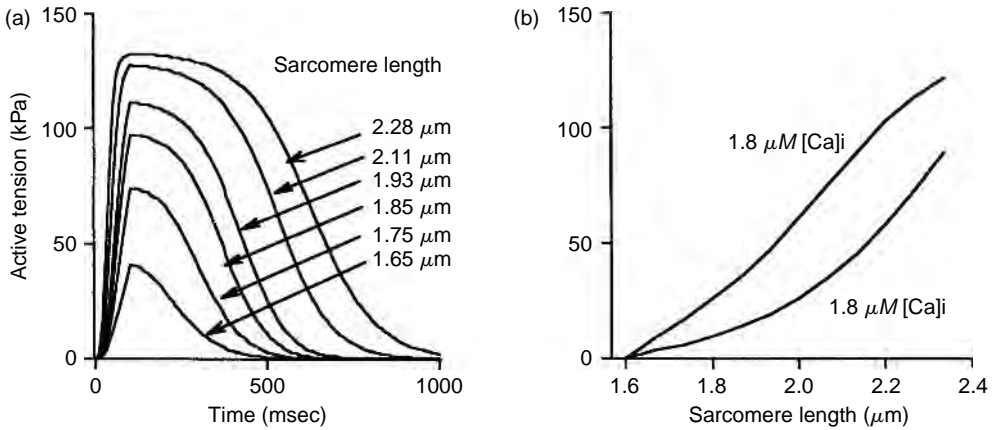 (a)
150
100
50
0
Active tension (kPa)
0
500
1000
Time (msec)
Sarcomere length
2.28 μm
2.11 μm
1.93 μm
1.85 μm
1.75 μm
1.65 μm
(b)
150
100
50
0
1.6
1.8
2.0
2.2
2.4
Sarcomere length (μm)
1.8 μM [Ca]i
1.8 μM [Ca]i